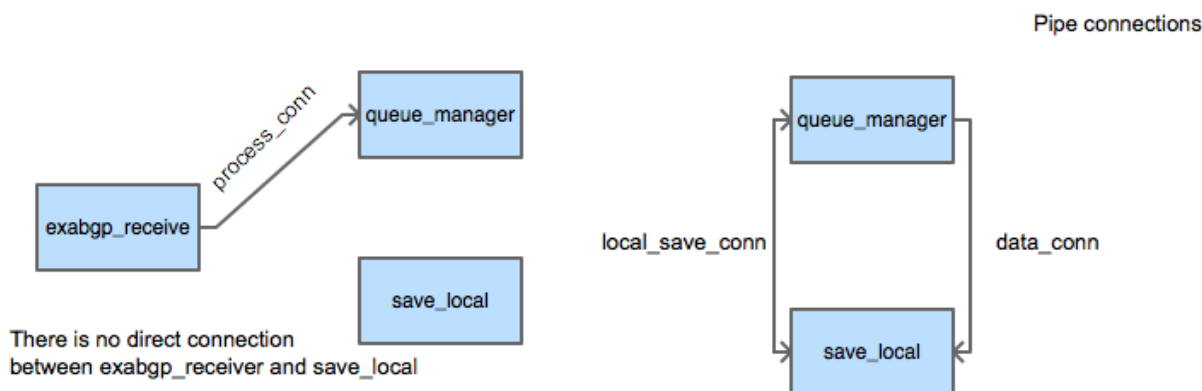 Pipe connections
process_conn
queue_manager
exabgp_receive
save_local
There is no direct connection
between exabgp_receiver and save_local
queue_manager
local_save_conn
data_conn
save_local